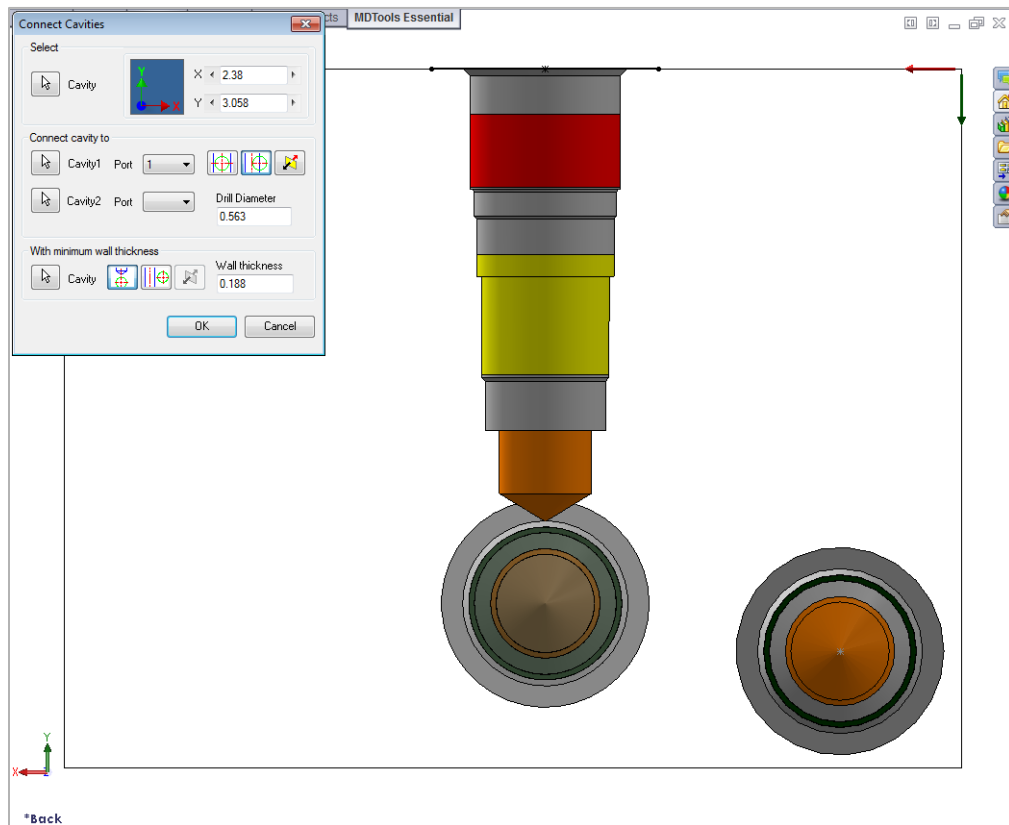 Connect Cavities
cts
MDTools Essential
Select
Cavity
Y
X
X 2.38
Y 3.058
Connect cavity to
Cavity1 Port 1
Cavity2 Port
Drill Diameter
0.563
With minimum wall thickness
Cavity
Wall thickness
0.188
OK Cancel
Y
X
Z
*Back